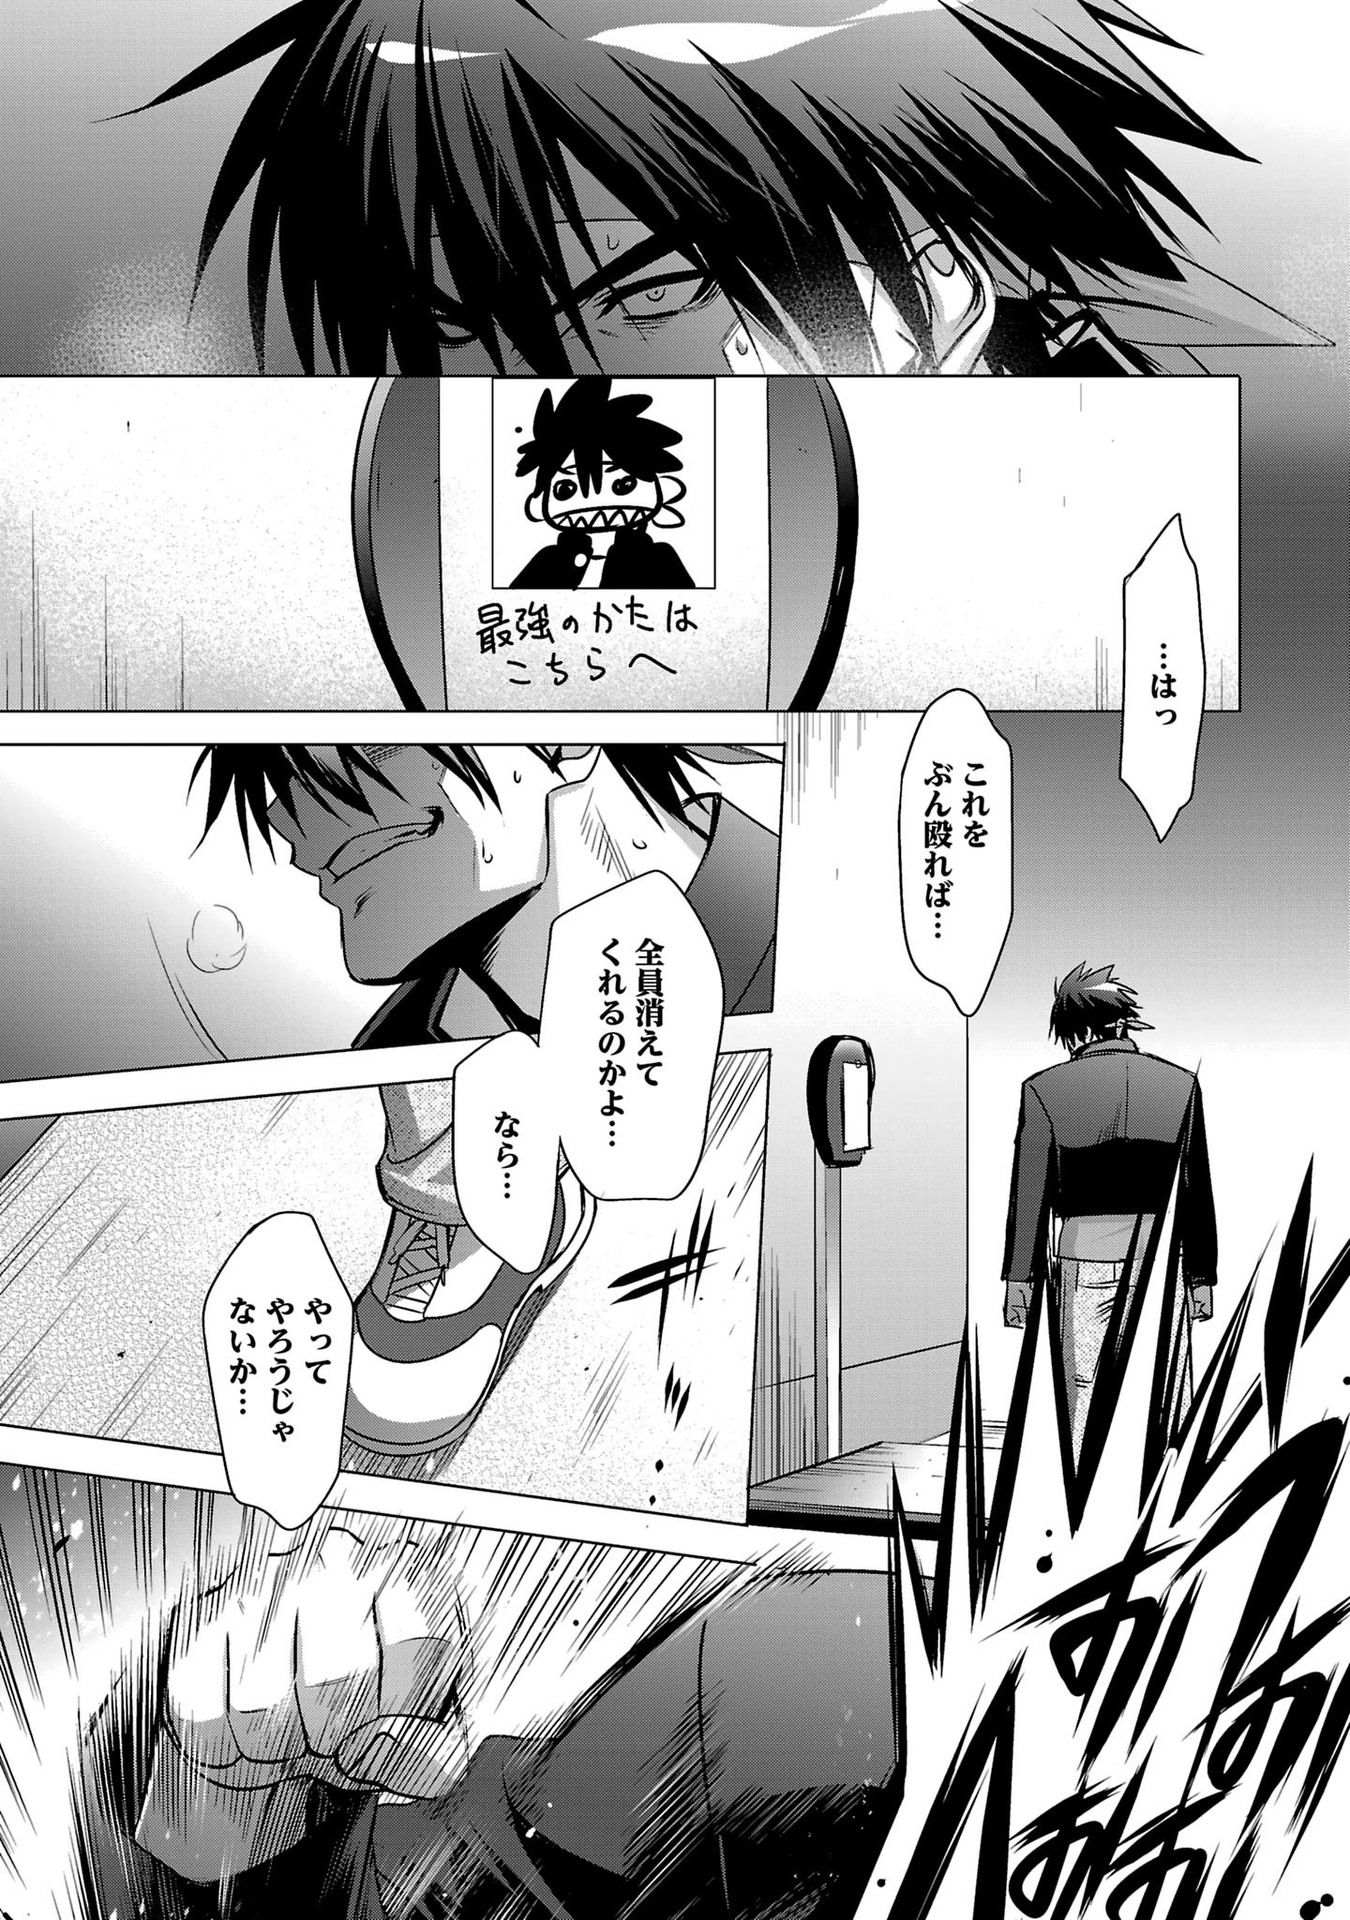 最強のかたは
こちらへ
…はっ
これを
ぶん殴れば…
全員消えて
くれるのかよ…
なら…
やって
やろうじゃ
ないか…
おおおおおお